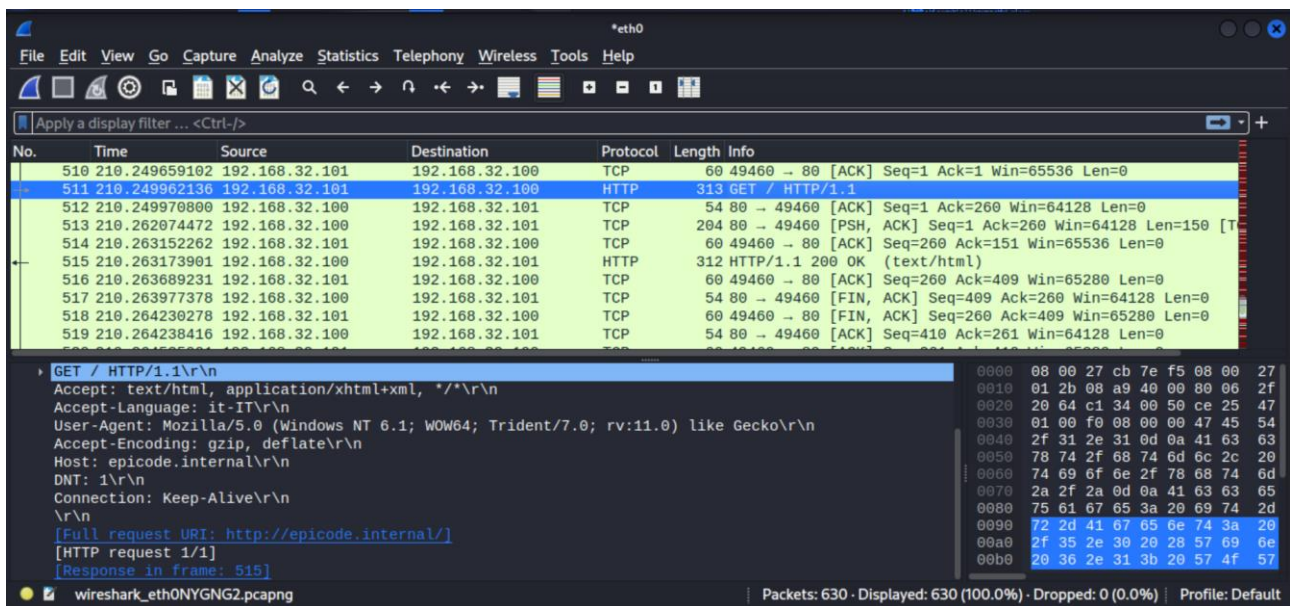 *eth0
File Edit View Go Capture Analyze Statistics Telephony Wireless Tools Help
Apply a display filter ... <Ctrl-/>
No. Time Source Destination Protocol Length Info
510 210.249659102 192.168.32.101 192.168.32.100 TCP 60 49460 → 80 [ACK] Seq=1 Ack=1 Win=65536 Len=0
511 210.249962136 192.168.32.101 192.168.32.100 HTTP 313 GET / HTTP/1.1
512 210.249970800 192.168.32.100 192.168.32.101 TCP 54 80 → 49460 [ACK] Seq=1 Ack=260 Win=64128 Len=0
513 210.262074472 192.168.32.100 192.168.32.101 TCP 204 80 → 49460 [PSH, ACK] Seq=1 Ack=260 Win=64128 Len=150
514 210.263152262 192.168.32.101 192.168.32.100 TCP 60 49460 → 80 [ACK] Seq=260 Ack=151 Win=65536 Len=0
515 210.263173901 192.168.32.100 192.168.32.101 HTTP 312 HTTP/1.1 200 OK (text/html)
516 210.263689231 192.168.32.101 192.168.32.100 TCP 60 49460 → 80 [ACK] Seq=260 Ack=409 Win=65280 Len=0
517 210.263977378 192.168.32.100 192.168.32.101 TCP 54 80 → 49460 [FIN, ACK] Seq=409 Ack=260 Win=64128 Len=0
518 210.264230278 192.168.32.101 192.168.32.100 TCP 60 49460 → 80 [FIN, ACK] Seq=260 Ack=409 Win=65280 Len=0
519 210.264238416 192.168.32.100 192.168.32.101 TCP 54 80 → 49460 [ACK] Seq=410 Ack=261 Win=64128 Len=0
GET / HTTP/1.1\r\n
Accept: text/html, application/xhtml+xml, */*\r\n
Accept-Language: it-IT\r\n
User-Agent: Mozilla/5.0 (Windows NT 6.1; WOW64; Trident/7.0; rv:11.0) like Gecko\r\n
Accept-Encoding: gzip, deflate\r\n
Host: epicode.internal\r\n
DNT: 1\r\n
Connection: Keep-Alive\r\n
\r\n
[Full request URI: http://epicode.internal/]
[HTTP request 1/1]
[Response in frame: 515]
0000 08 00 27 cb 7e f5 08 00 27
0010 01 2b 08 a9 40 00 80 06 2f
0020 20 64 c1 34 00 50 ce 25 47
0030 01 00 f0 08 00 00 47 45 54
0040 2f 31 2e 31 0d 0a 41 63 63
0050 78 74 2f 68 74 6d 6c 2c 20
0060 74 69 6f 6e 2f 78 68 74 6d
0070 2a 2f 2a 0d 0a 41 63 63 65
0080 75 61 67 65 3a 20 69 74 2d
0090 72 2d 41 67 65 6e 74 3a 20
00a0 2f 35 2e 30 20 28 57 69 6e
00b0 20 36 2e 31 3b 20 57 4f 57
wireshark_eth0NYGNG2.pcapng Packets: 630 · Displayed: 630 (100.0%) · Dropped: 0 (0.0%) Profile: Default